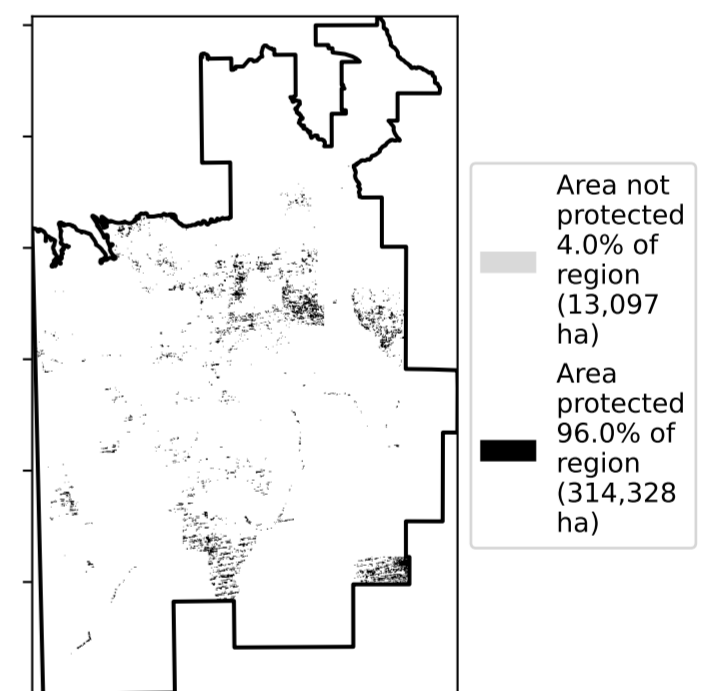 Area not
protected
4.0% of
region
(13,097
ha)
Area
protected
96.0% of
region
(314,328
ha)